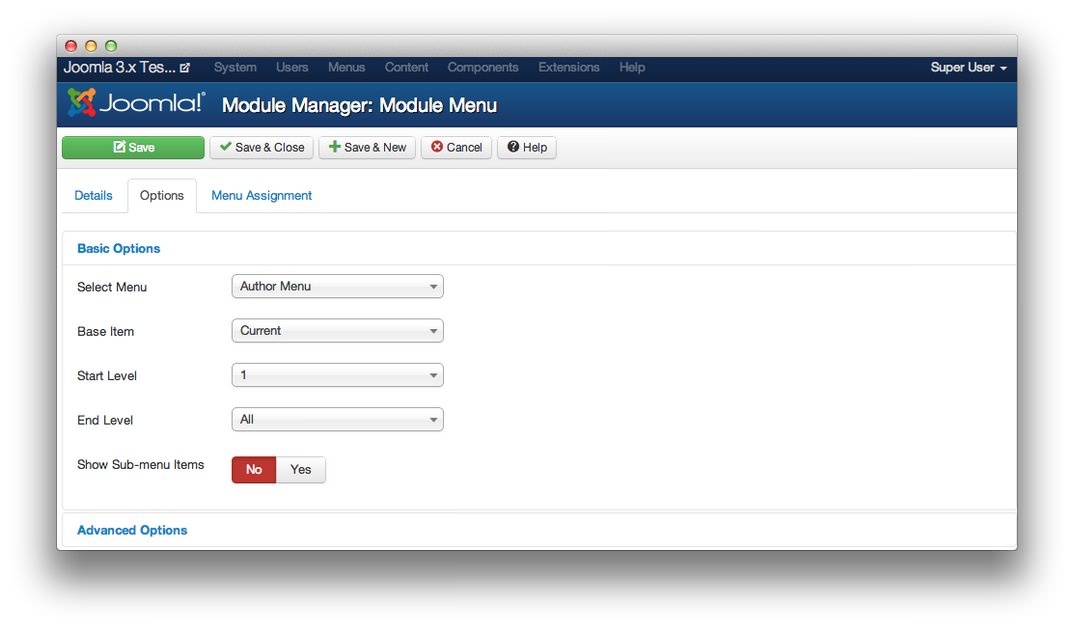 Joomla 3.x Tes... System Users Menus Content Components Extensions Help Super User
Joomla!® Module Manager: Module Menu
Save Save & Close Save & New Cancel Help
Details Options Menu Assignment
Basic Options
Select Menu Author Menu
Base Item Current
Start Level 1
End Level All
Show Sub-menu Items No Yes
Advanced Options